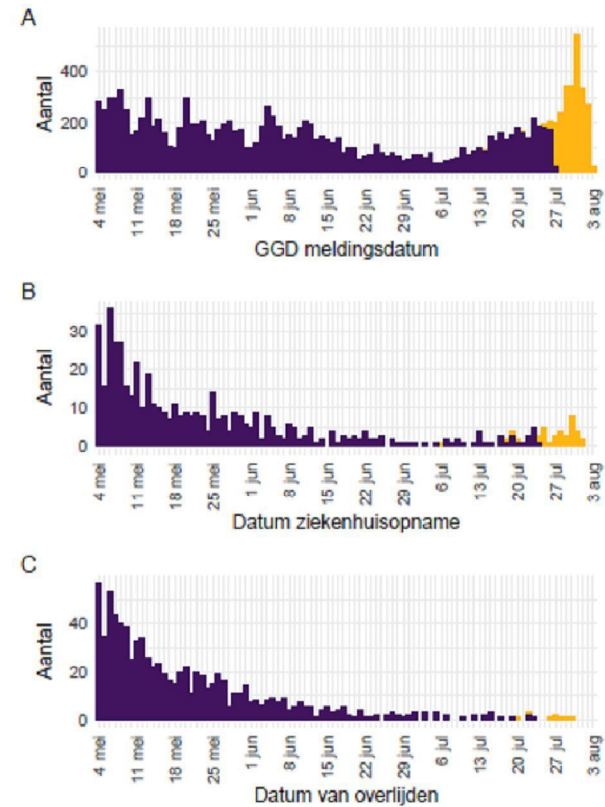 A
Aantal
400
200
0
4 mei
11 mei
18 mei
25 mei
1 jun
8 jun
15 jun
22 jun
29 jun
6 jul
13 jul
20 jul
27 jul
3 aug
GGD meldingsdatum
B
Aantal
30
20
10
0
4 mei
11 mei
18 mei
25 mei
1 jun
8 jun
15 jun
22 jun
29 jun
6 jul
13 jul
20 jul
27 jul
3 aug
Datum ziekenhuisopname
C
Aantal
40
20
0
4 mei
11 mei
18 mei
25 mei
1 jun
8 jun
15 jun
22 jun
29 jun
6 jul
13 jul
20 jul
27 jul
3 aug
Datum van overlijden